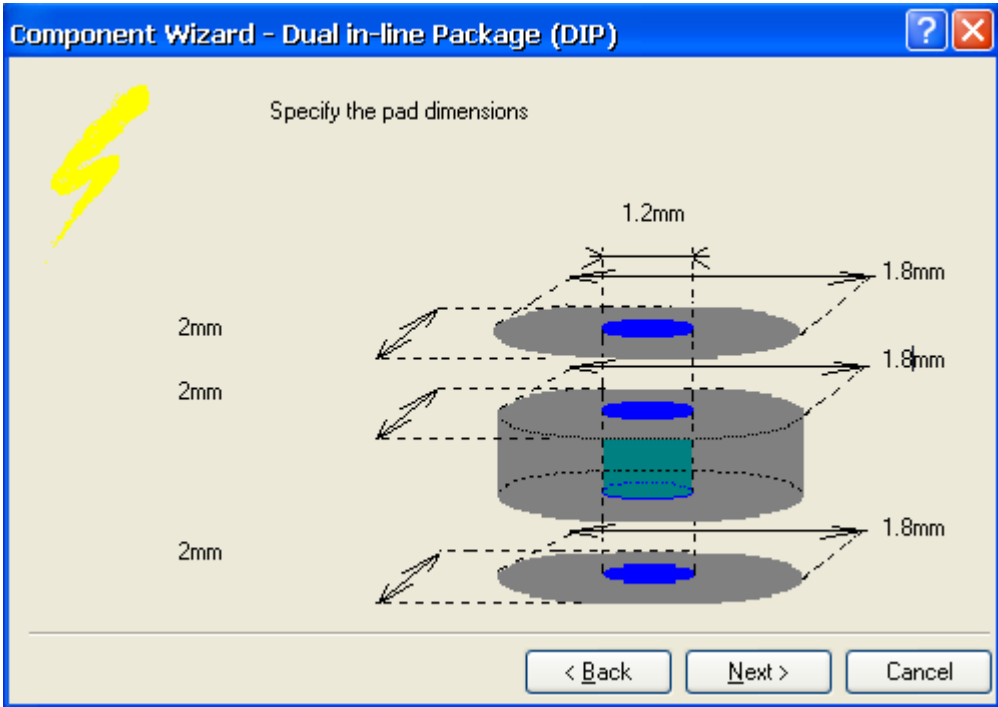 Component Wizard - Dual in-line Package (DIP)
Specify the pad dimensions
1.2mm
1.8mm
2mm
1.8mm
2mm
1.8mm
2mm
< Back
Next >
Cancel